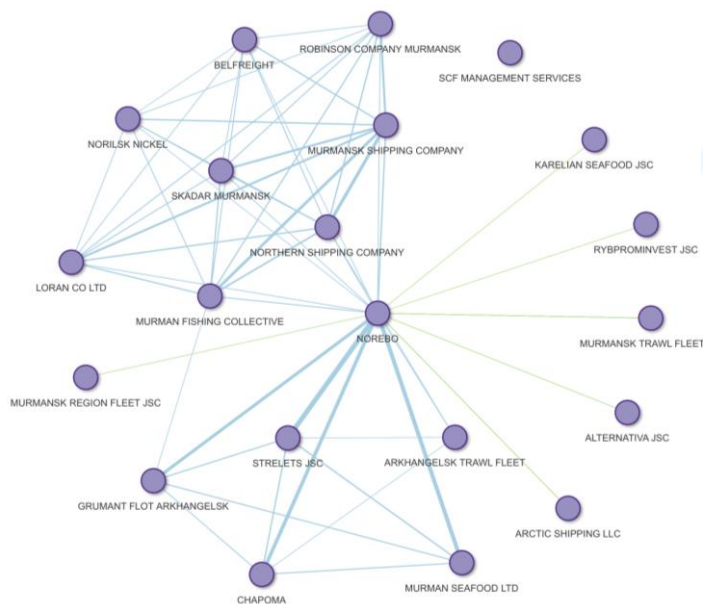 ROBINSON COMPANY MURMANSK
BELFREIGHT
SCF MANAGEMENT SERVICES
NORILSK NICKEL
MURMANSK SHIPPING COMPANY
KARELIAN SEAFOOD JSC
SKADAR MURMANSK
NORTHERN SHIPPING COMPANY
RYBPROMINVEST JSC
LORAN CO LTD
MURMAN FISHING COLLECTIVE
NOREBO
MURMANSK TRAWL FLEET
MURMANSK REGION FLEET JSC
ALTERNATIVA JSC
STRELETS JSC
ARKHANGELSK TRAWL FLEET
GRUMANT FLOT ARKHANGELSK
ARCTIC SHIPPING LLC
MURMAN SEAFOOD LTD
CHAPOMA